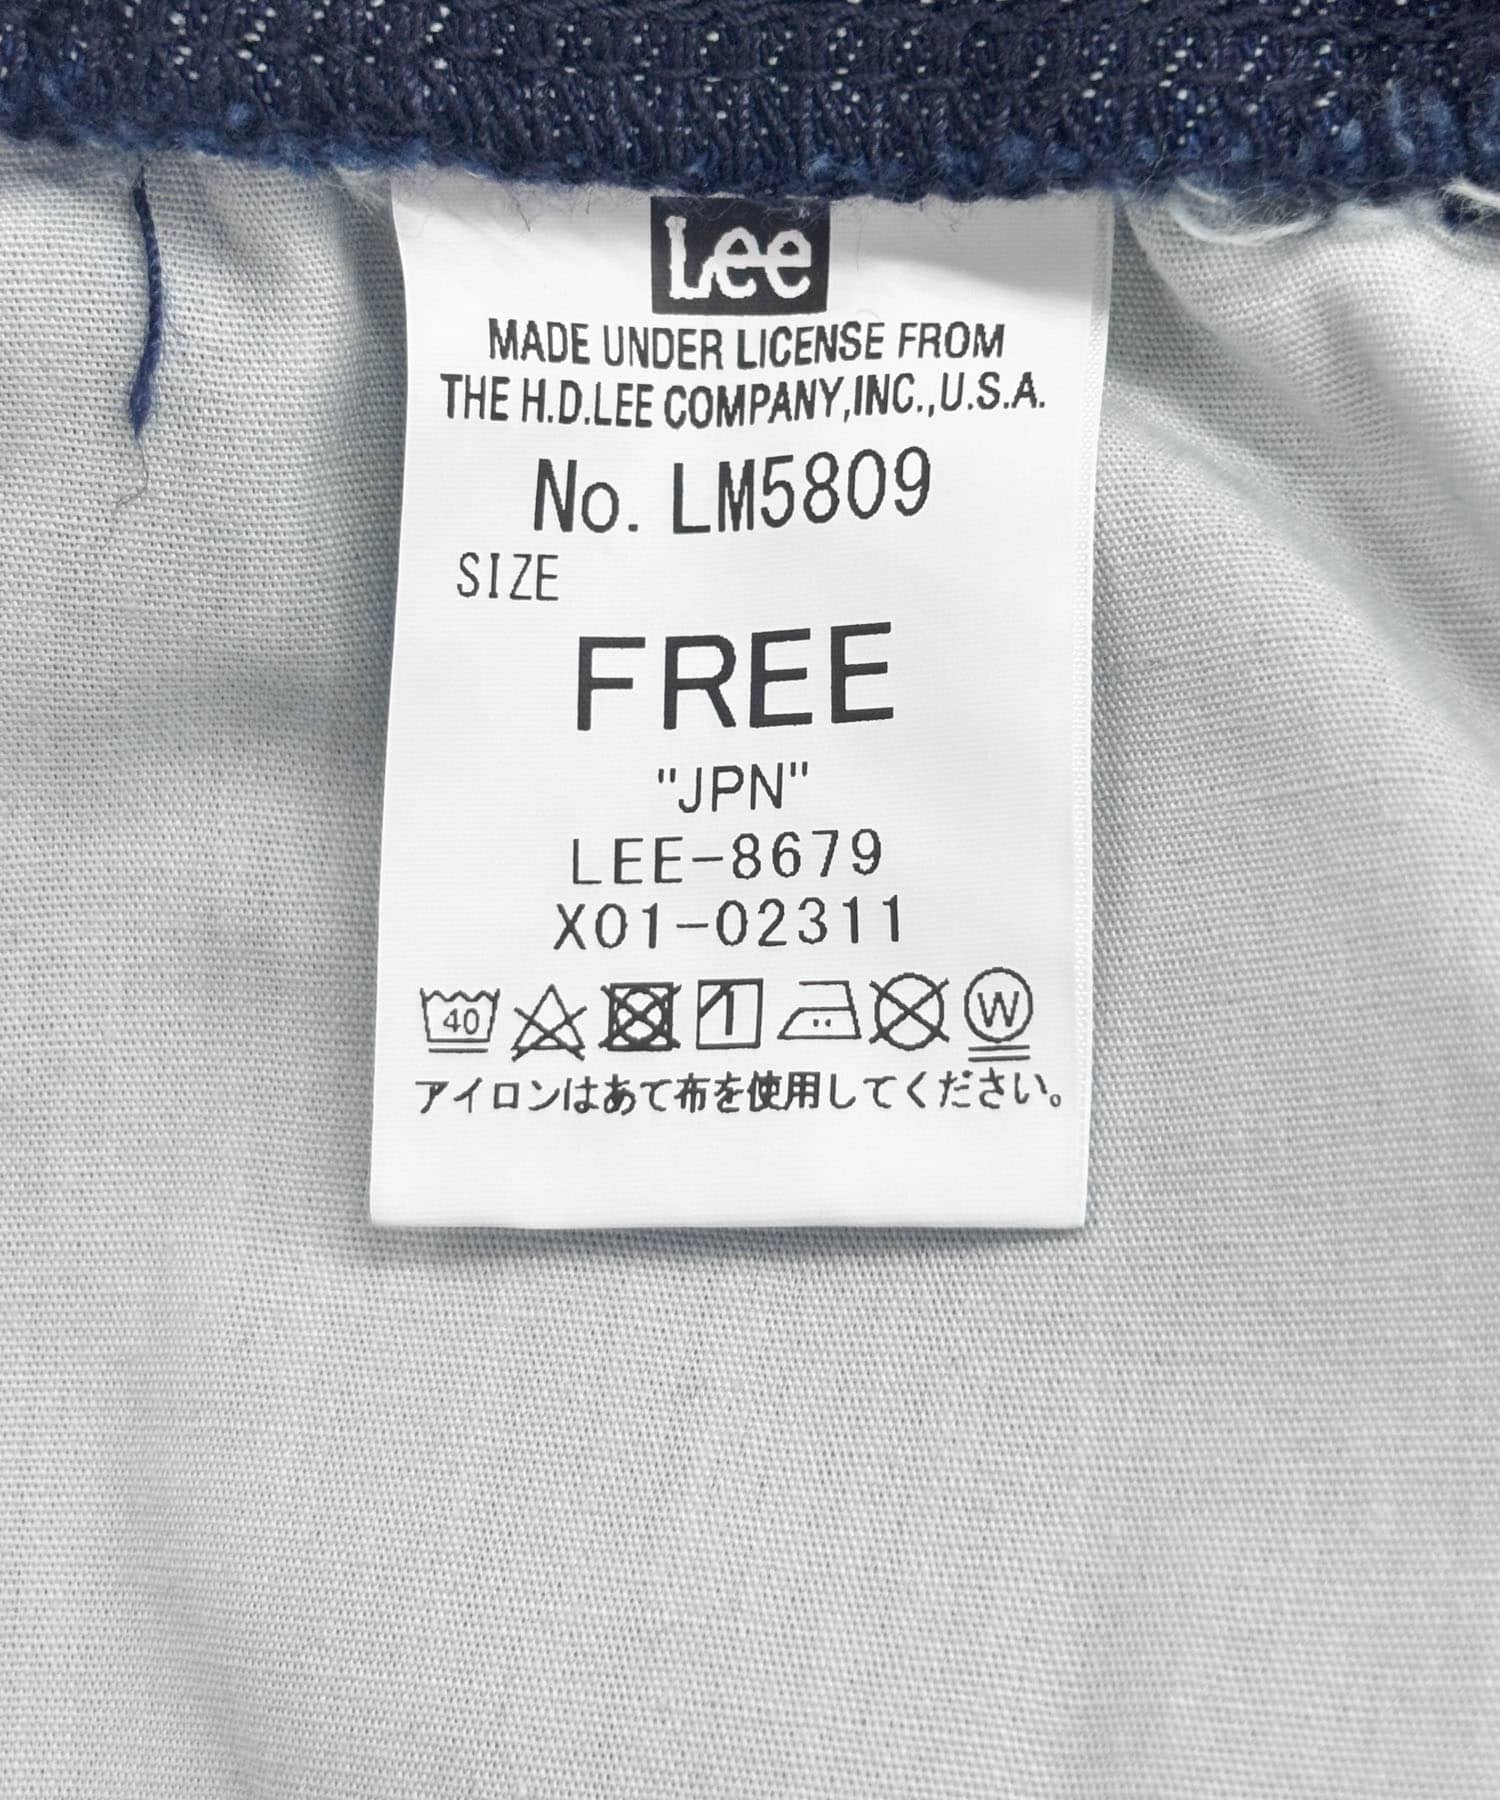 Lee
MADE UNDER LICENSE FROM
THE H.D.LEE COMPANY,INC.,U.S.A.
No. LM5809
SIZE
FREE
"JPN"
LEE-8679
X01-02311
40 W
アイロンはあて布を使用してください。